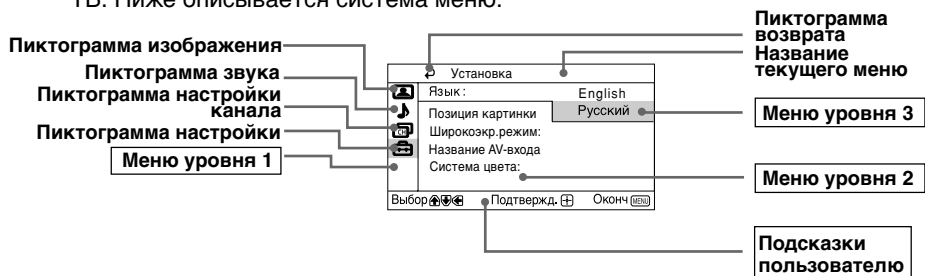 ТВ. Ниже описывается система меню.
Пиктограмма изображения
Пиктограмма звука
Пиктограмма настройки
канала
Пиктограмма настройки
Меню уровня 1
Установка
Язык:
English
Русский
Позиция картинки
Широкоэкр.режим:
Название AV-входа
Система цвета:
CH
Выбор
Подтвержд.
Оконч MENU
Пиктограмма
возврата
Название
текущего меню
Меню уровня 3
Меню уровня 2
Подсказки
пользователю